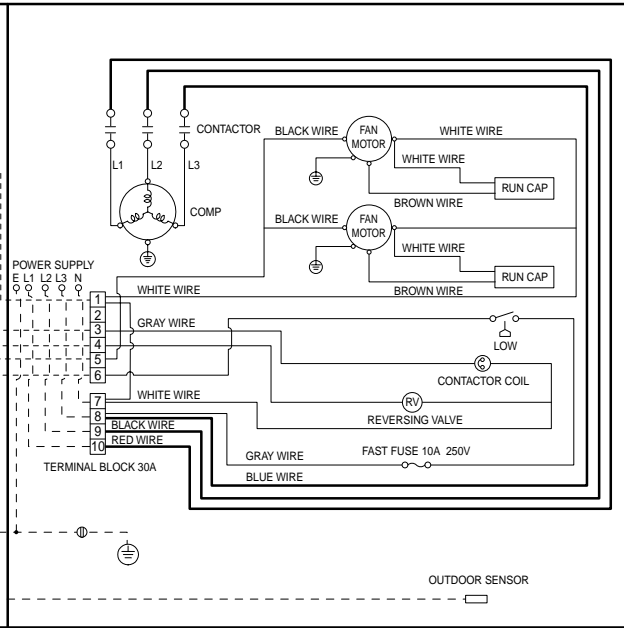 CONTACTOR
L1 L2 L3
COMP
BLACK WIRE
FAN
MOTOR
WHITE WIRE
WHITE WIRE
RUN CAP
BROWN WIRE
BLACK WIRE
FAN
MOTOR
WHITE WIRE
RUN CAP
BROWN WIRE
POWER SUPPLY
E L1 L2 L3 N
1
2
3
4
5
6
7
8
9
10
WHITE WIRE
GRAY WIRE
LOW
C
CONTACTOR COIL
WHITE WIRE
RV
REVERSING VALVE
BLACK WIRE
RED WIRE
TERMINAL BLOCK 30A
GRAY WIRE
FAST FUSE 10A 250V
BLUE WIRE
OUTDOOR SENSOR